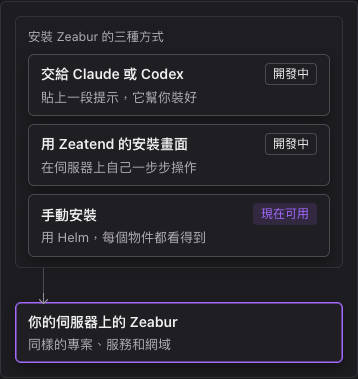 安裝 Zeabur 的三種方式
交給 Claude 或 Codex
開發中
貼上一段提示，它幫你裝好
用 Zeatend 的安裝畫面
開發中
在伺服器上自己一步步操作
手動安裝
現在可用
用 Helm，每個物件都看得到
你的伺服器上的 Zeabur
同樣的專案、服務和網域